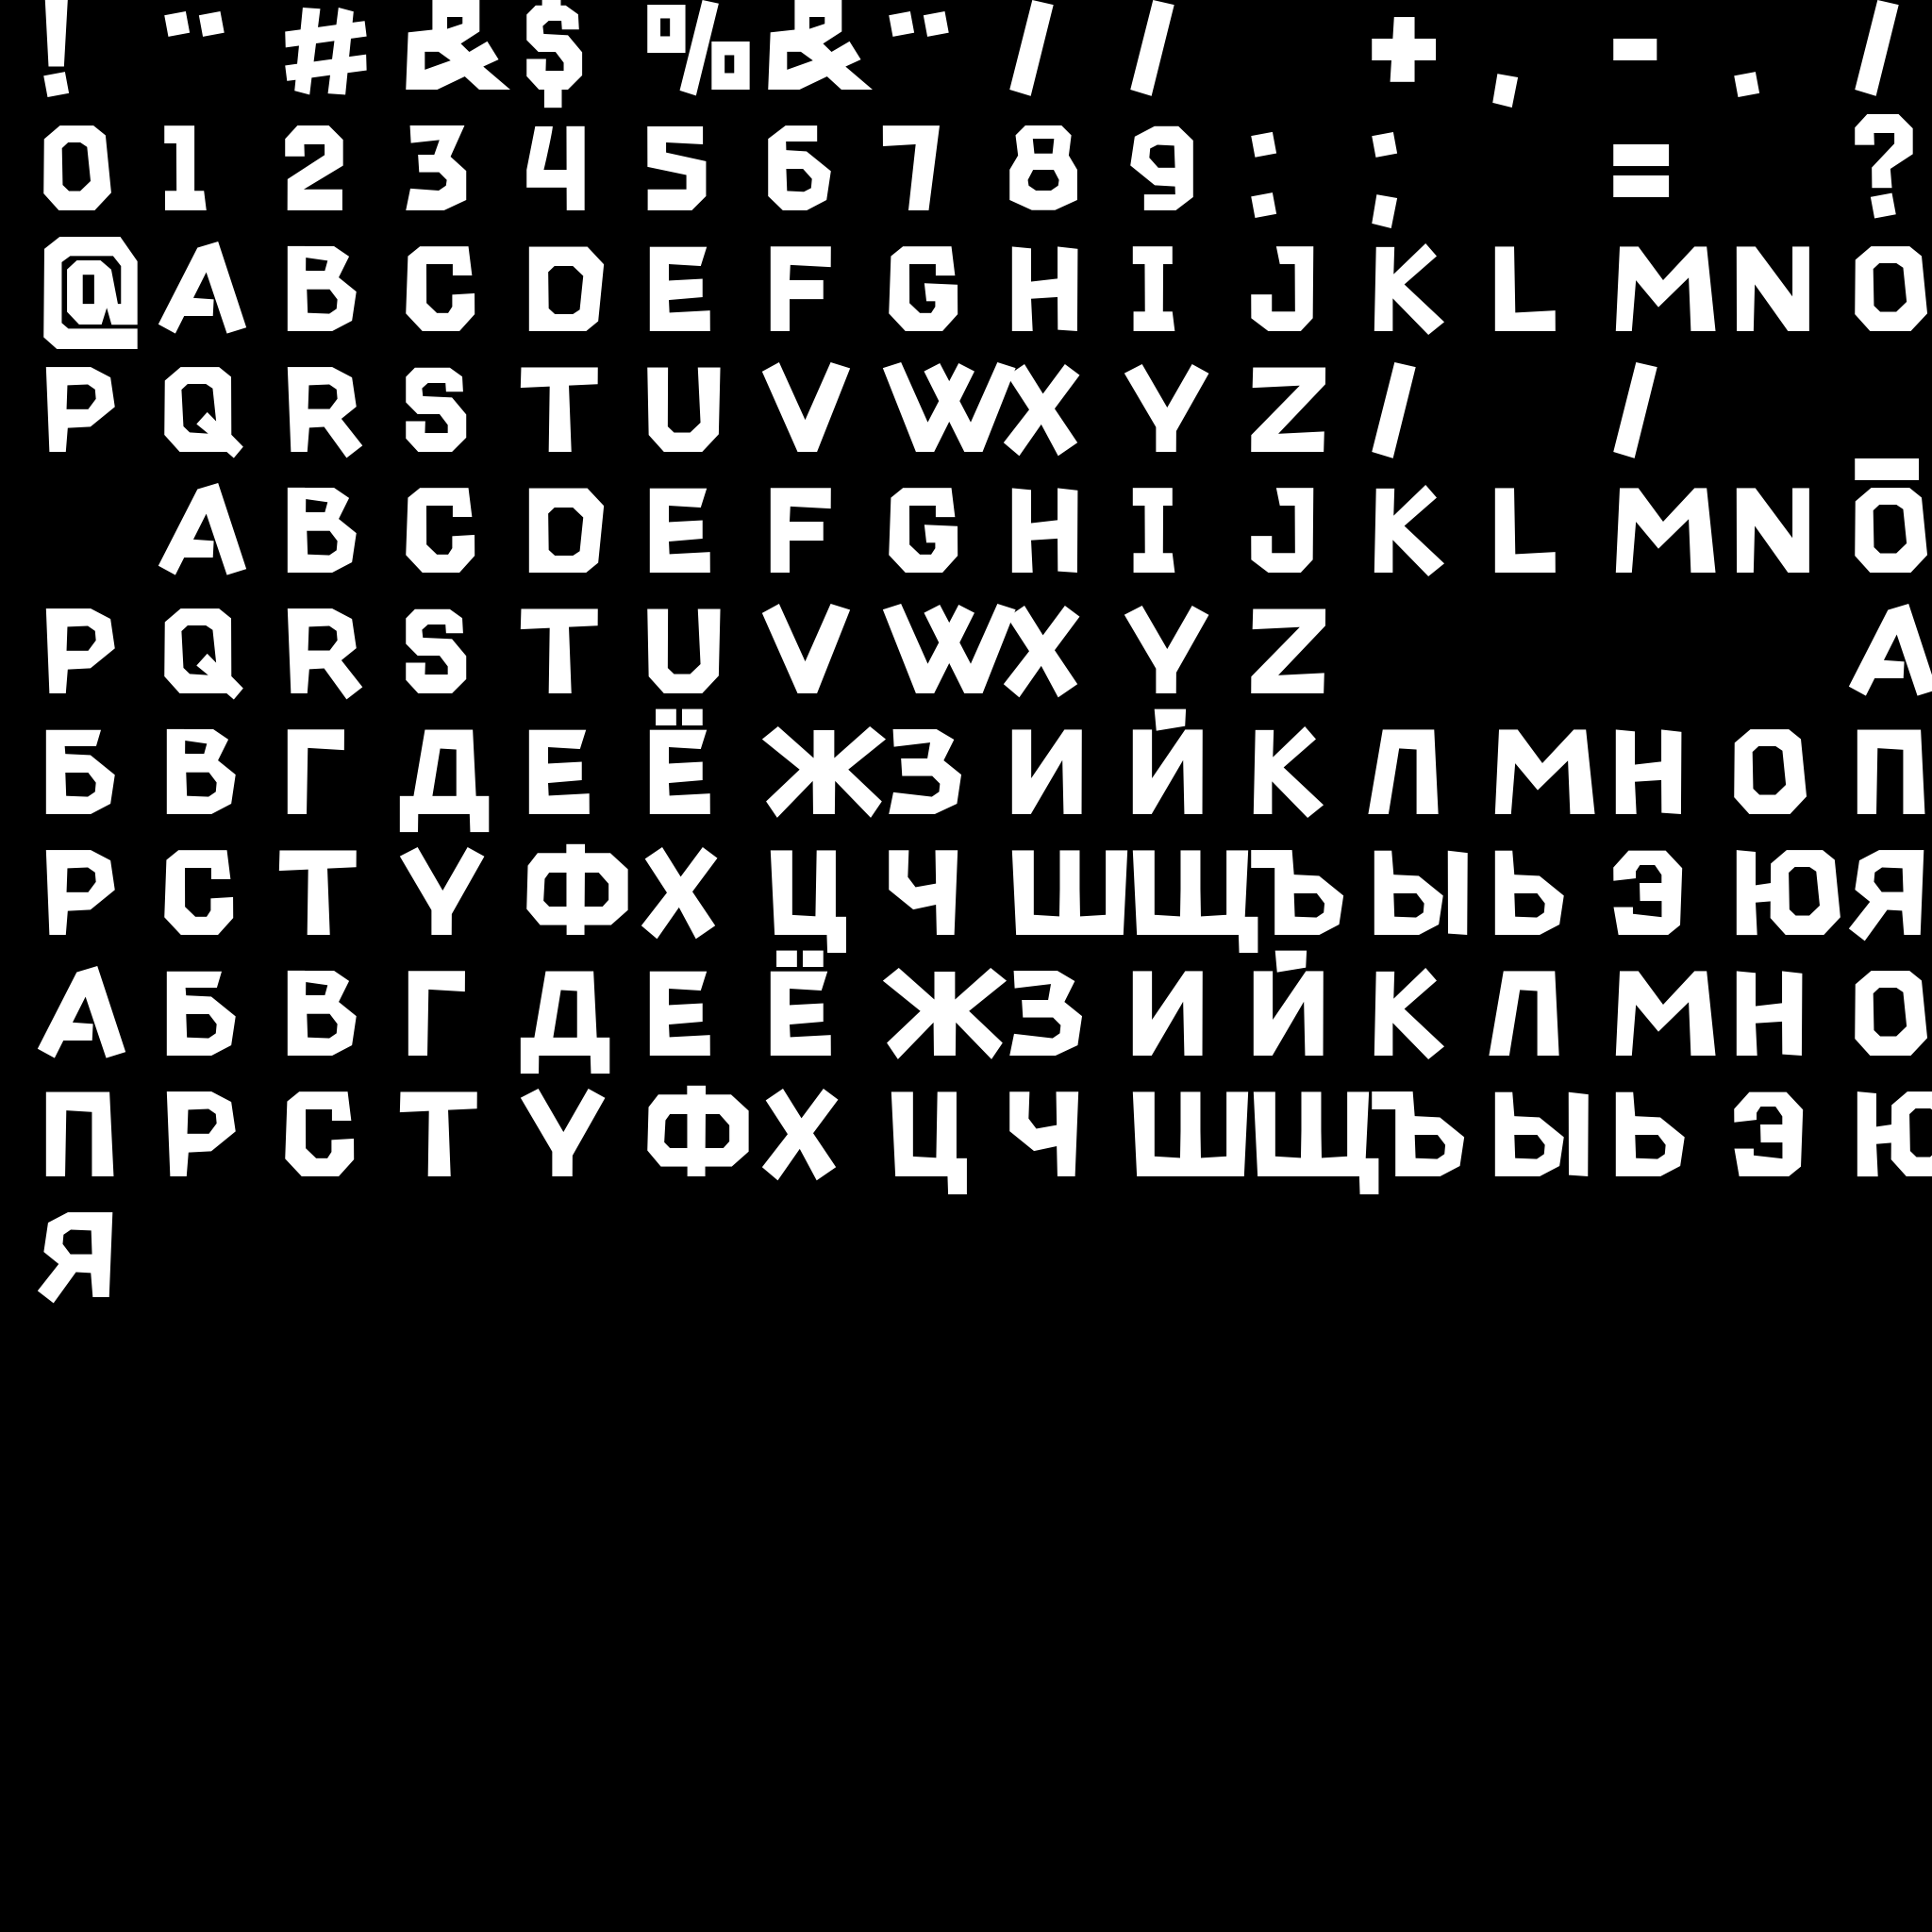 ! " # & $ % & " / / + , - . /
0 1 2 3 4 5 6 7 8 9 : ; = ?
@ A B C D E F G H I J K L M N O
P Q R S T U V W X Y Z / / _
A B C D E F G H I J K L M N O
P Q R S T U V W X Y Z А
Б В Г Д Е Ё Ж З И Й К Л М Н О П
Р С Т У Ф Х Ц Ч Ш Щ Ъ Ы Ь Э Ю Я
А Б В Г Д Е Ё Ж З И Й К Л М Н О
П Р С Т У Ф Х Ц Ч Ш Щ Ъ Ы Ь Э Ю
Я